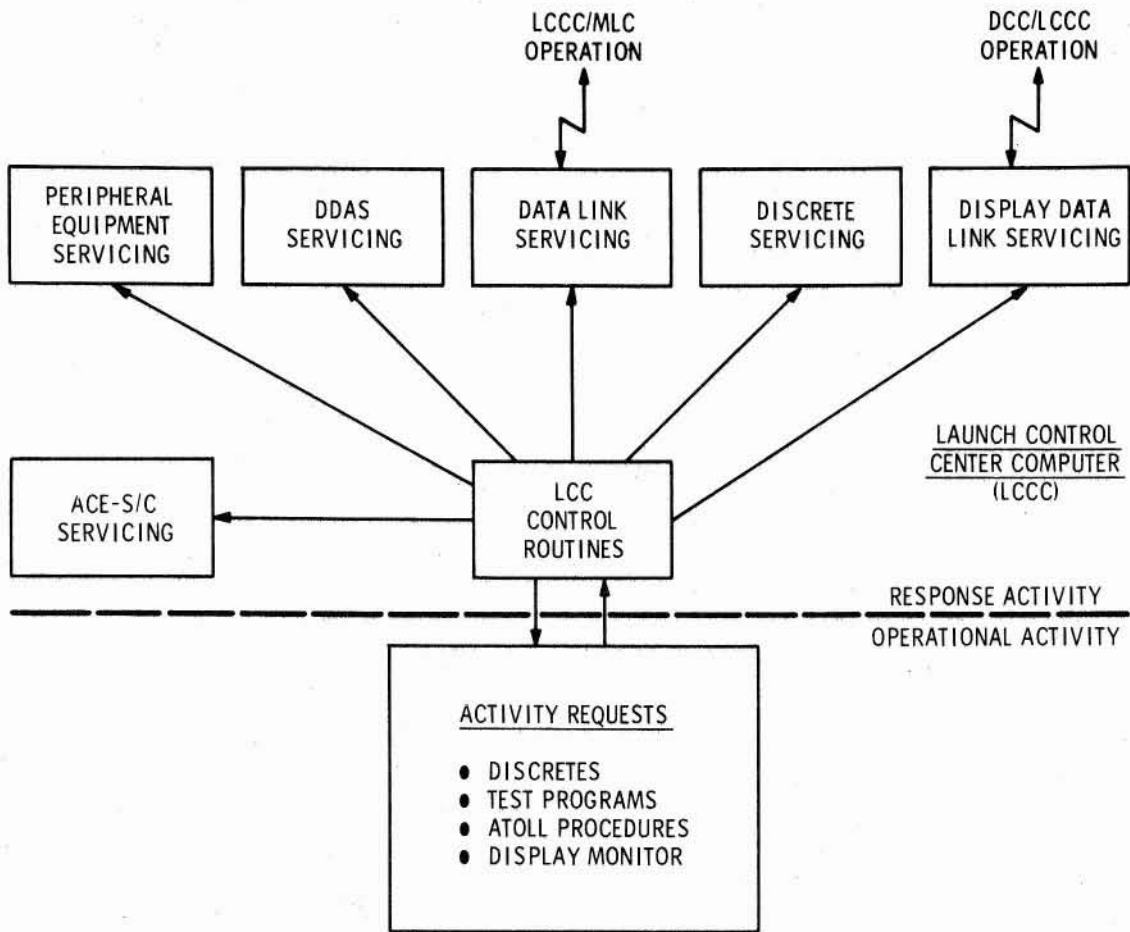 LCCC/MLC
OPERATION
DCC/LCCC
OPERATION
PERIPHERAL
EQUIPMENT
SERVICING
DDAS
SERVICING
DATA LINK
SERVICING
DISCRETE
SERVICING
DISPLAY DATA
LINK SERVICING
ACE-S/C
SERVICING
LCC
CONTROL
ROUTINES
LAUNCH CONTROL
CENTER COMPUTER
(LCCC)
RESPONSE ACTIVITY
OPERATIONAL ACTIVITY
ACTIVITY REQUESTS
● DISCRETES
● TEST PROGRAMS
● ATOLL PROCEDURES
● DISPLAY MONITOR